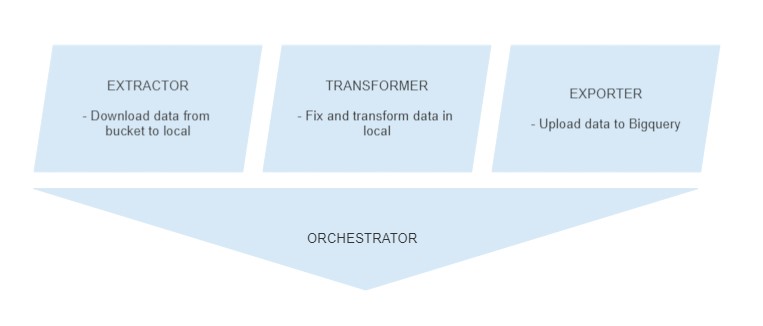 EXTRACTOR
- Download data from
bucket to local
TRANSFORMER
- Fix and transform data in
local
EXPORTER
- Upload data to Bigquery
ORCHESTRATOR